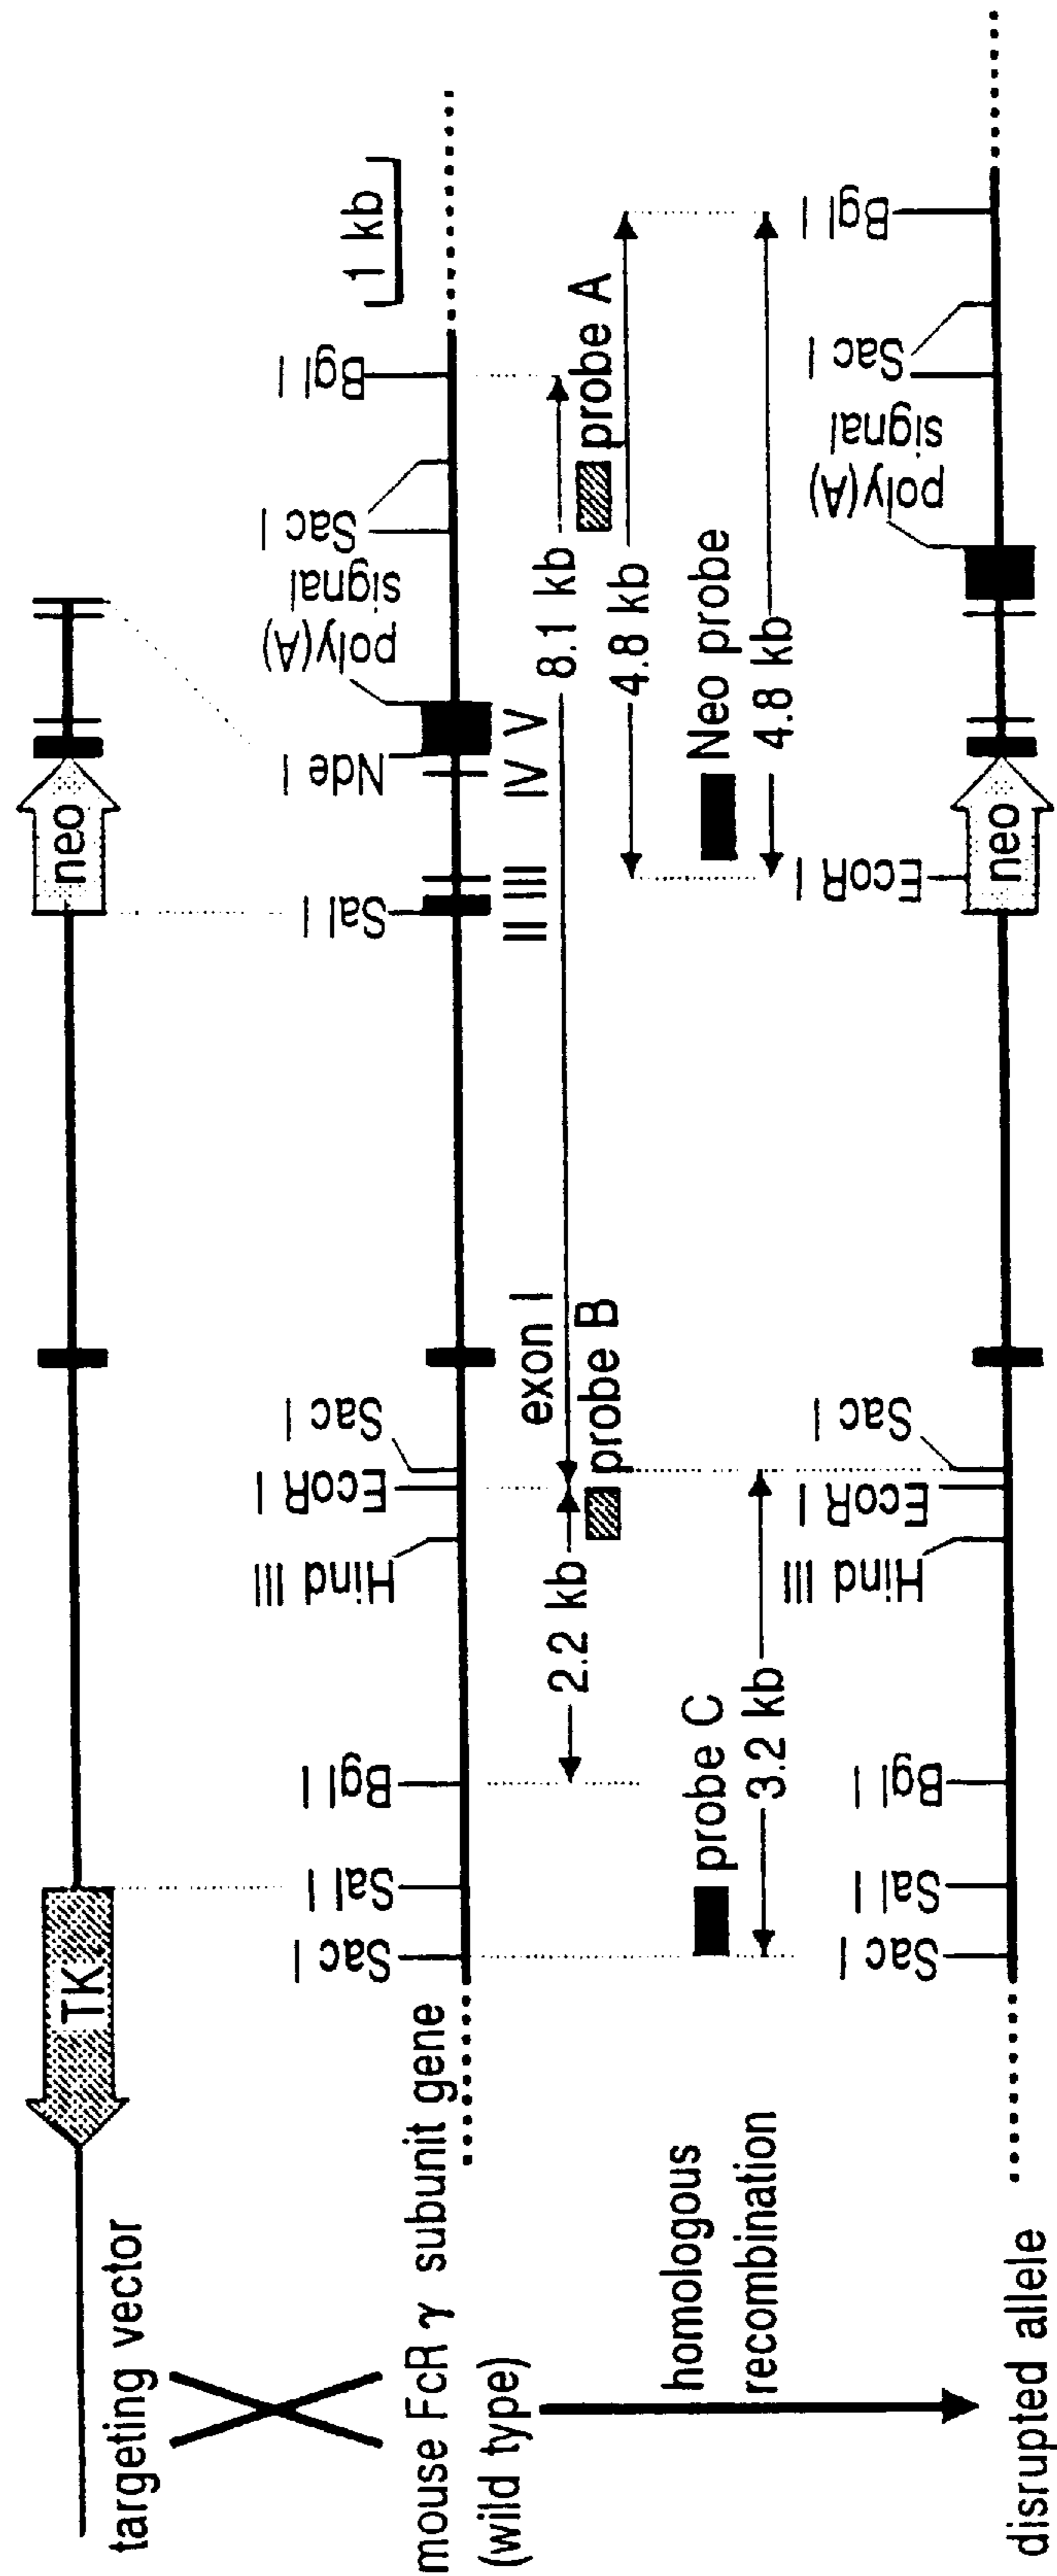 TK
neo
targeting vector
1 kb
Sac I
Sal I
Bgl I
Hind III
EcoR I
Sac I
Sal I
Nde I
poly(A)
signal
Sac I
Bgl I
mouse FcR γ subunit gene
(wild type)
exon I
II III
IV V
2.2 kb
8.1 kb
probe B
probe A
4.8 kb
homologous
recombination
probe C
3.2 kb
Neo probe
4.8 kb
Sac I
Sal I
Bgl I
Hind III
EcoR I
Sac I
EcoR I
poly(A)
signal
Sac I
Bgl I
neo
disrupted allele